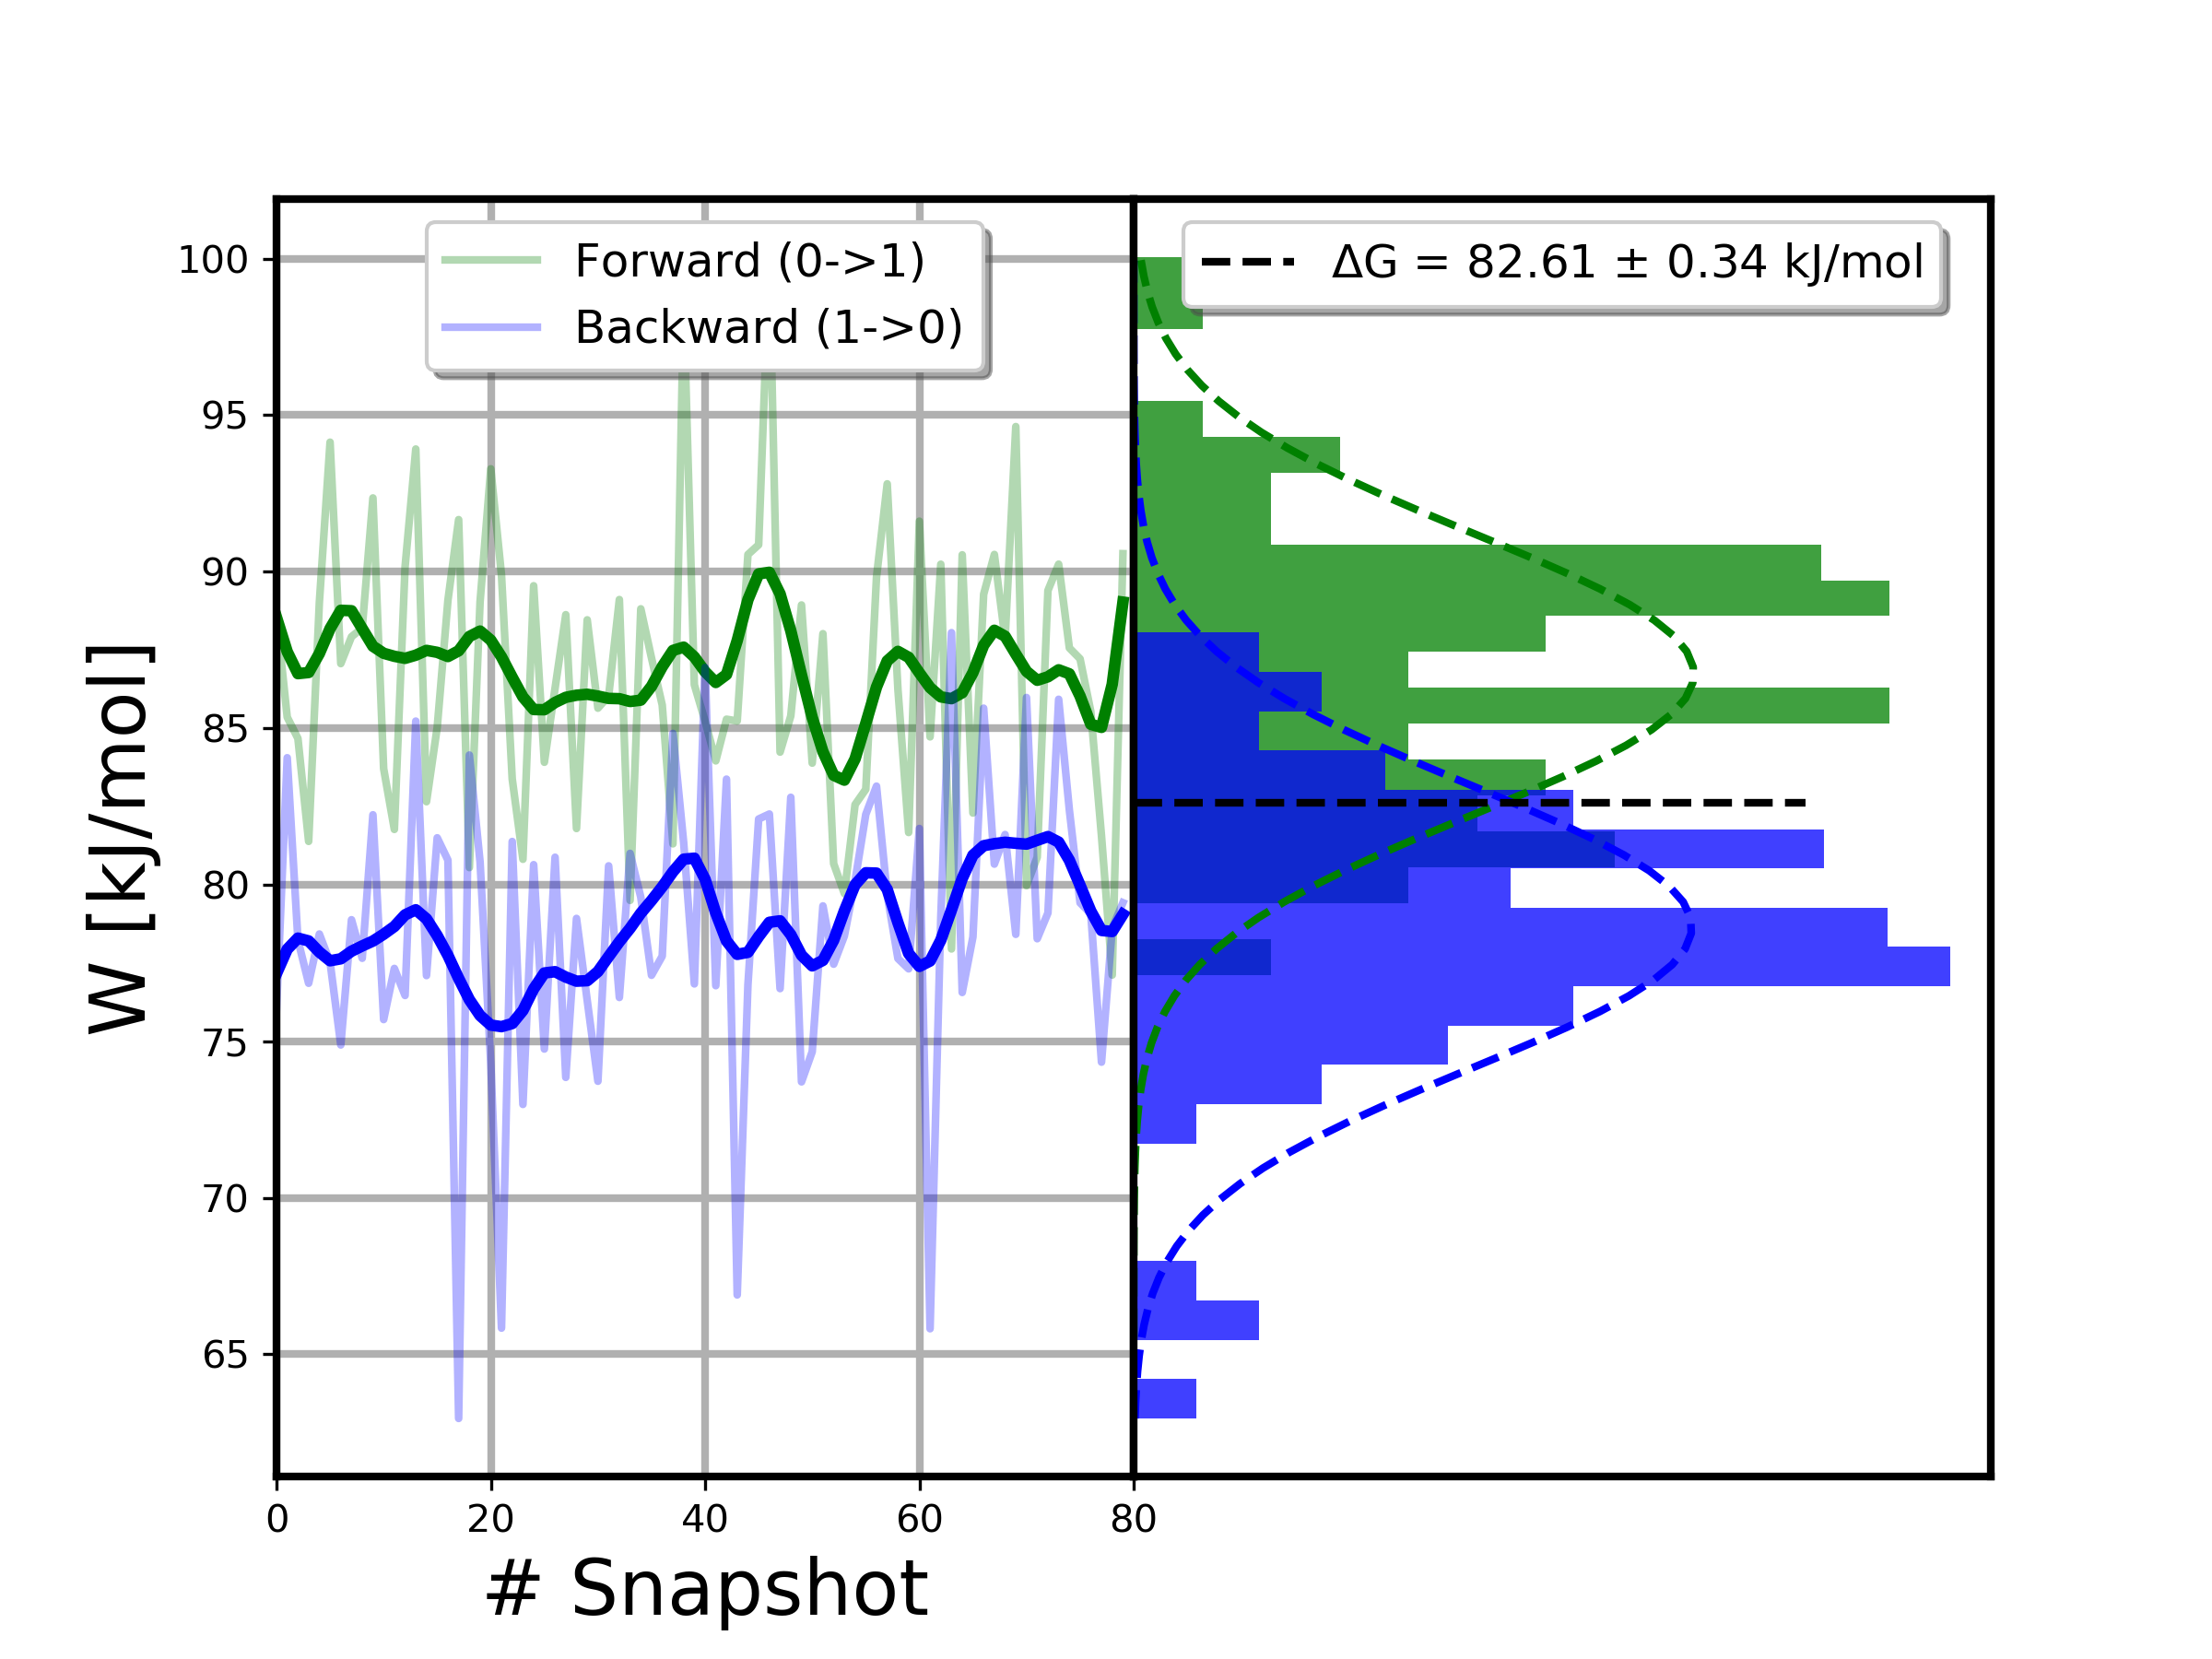 Forward (0->1)
Backward (1->0)
ΔG = 82.61 ± 0.34 kJ/mol
W [kJ/mol]
100
95
90
85
80
75
70
65
0
20
40
60
80
# Snapshot